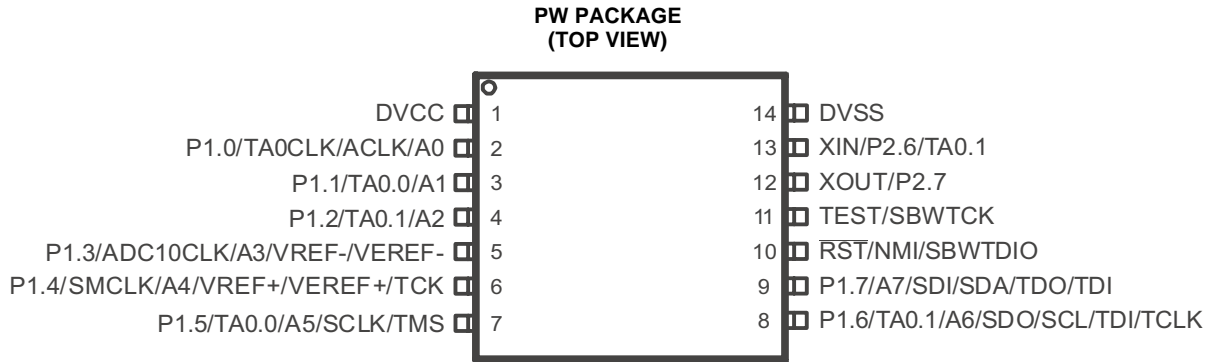 PW PACKAGE
(TOP VIEW)
DVCC 1 14 DVSS
P1.0/TA0CLK/ACLK/A0 2 13 XIN/P2.6/TA0.1
P1.1/TA0.0/A1 3 12 XOUT/P2.7
P1.2/TA0.1/A2 4 11 TEST/SBWTCK
P1.3/ADC10CLK/A3/VREF-/VEREF- 5 10 R̅S̅T̅/NMI/SBWTDIO
P1.4/SMCLK/A4/VREF+/VEREF+/TCK 6 9 P1.7/A7/SDI/SDA/TDO/TDI
P1.5/TA0.0/A5/SCLK/TMS 7 8 P1.6/TA0.1/A6/SDO/SCL/TDI/TCLK